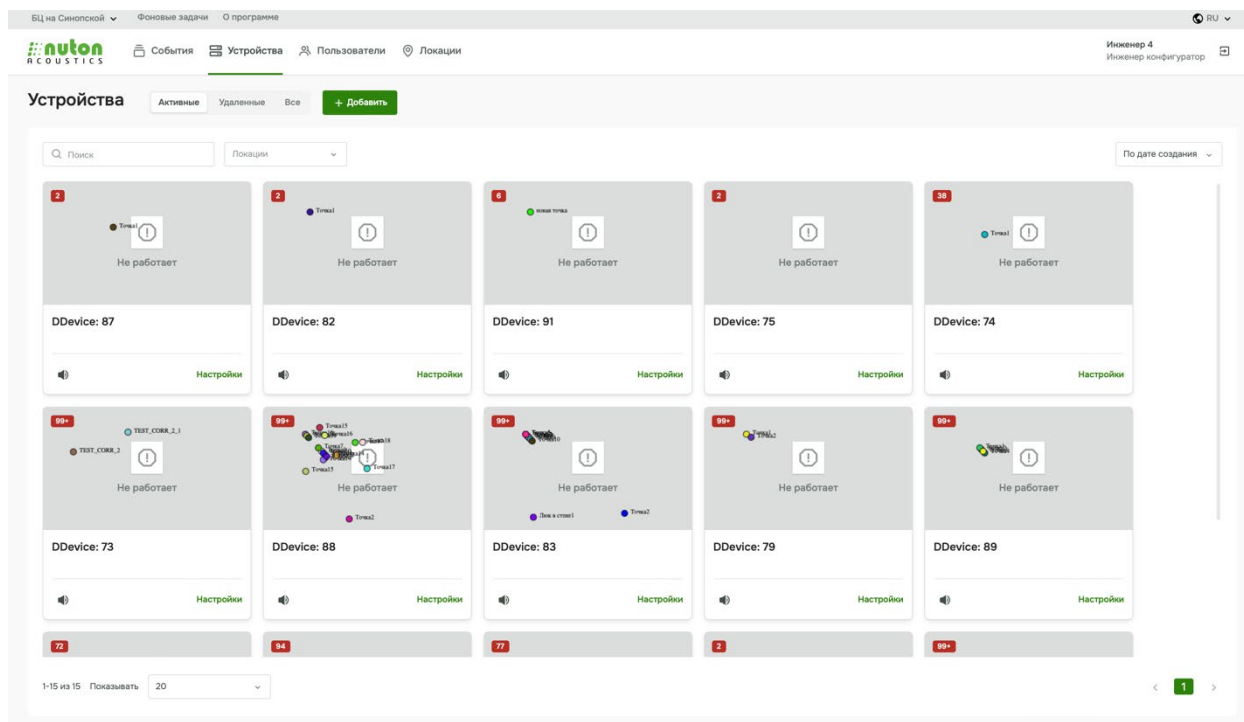 БЦ на Синопской Фоновые задачи О программе RU
nuton
ACOUSTICS
События Устройства Пользователи Локации
Инженер 4
Инженер конфигуратор
Устройства Активные Удаленные Все + Добавить
Поиск Локации По дате создания
2 2 6 2 38
Точка1 Точка1 новая точка Точка1
Не работает Не работает Не работает Не работает Не работает
DDevice: 87 DDevice: 82 DDevice: 91 DDevice: 75 DDevice: 74
Настройки Настройки Настройки Настройки Настройки
99+ 99+ 99+ 99+ 99+
TEST_CORR_2_1 Точка15
TEST_CORR_2 Точка17
Точка15
Не работает Не работает Не работает Не работает Не работает
Точка2 Люк в стене1 Точка2
DDevice: 73 DDevice: 88 DDevice: 83 DDevice: 79 DDevice: 89
Настройки Настройки Настройки Настройки Настройки
72 94 77 2 99+
1-15 из 15 Показывать 20 1